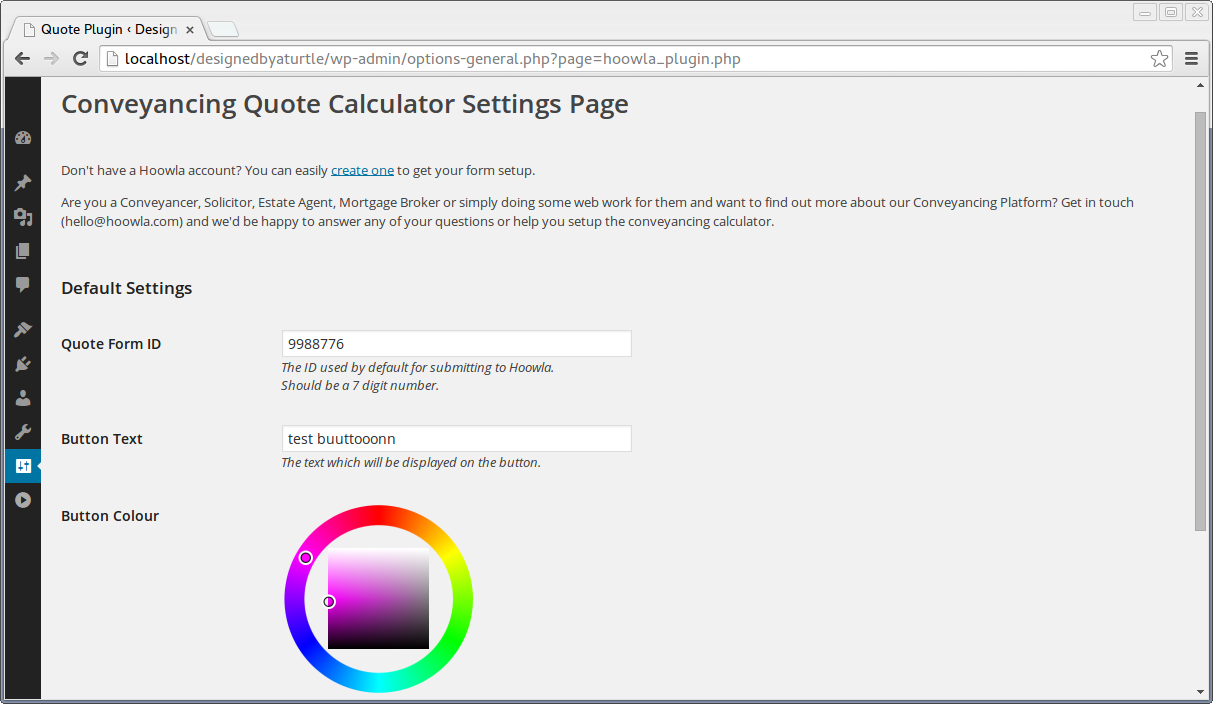 Quote Plugin ‹ Design
localhost/designedbyaturtle/wp-admin/options-general.php?page=hoowla_plugin.php
Conveyancing Quote Calculator Settings Page
Don't have a Hoowla account? You can easily create one to get your form setup.
Are you a Conveyancer, Solicitor, Estate Agent, Mortgage Broker or simply doing some web work for them and want to find out more about our Conveyancing Platform? Get in touch
(hello@hoowla.com) and we'd be happy to answer any of your questions or help you setup the conveyancing calculator.
Default Settings
Quote Form ID
9988776
The ID used by default for submitting to Hoowla.
Should be a 7 digit number.
Button Text
test buuttooonn
The text which will be displayed on the button.
Button Colour